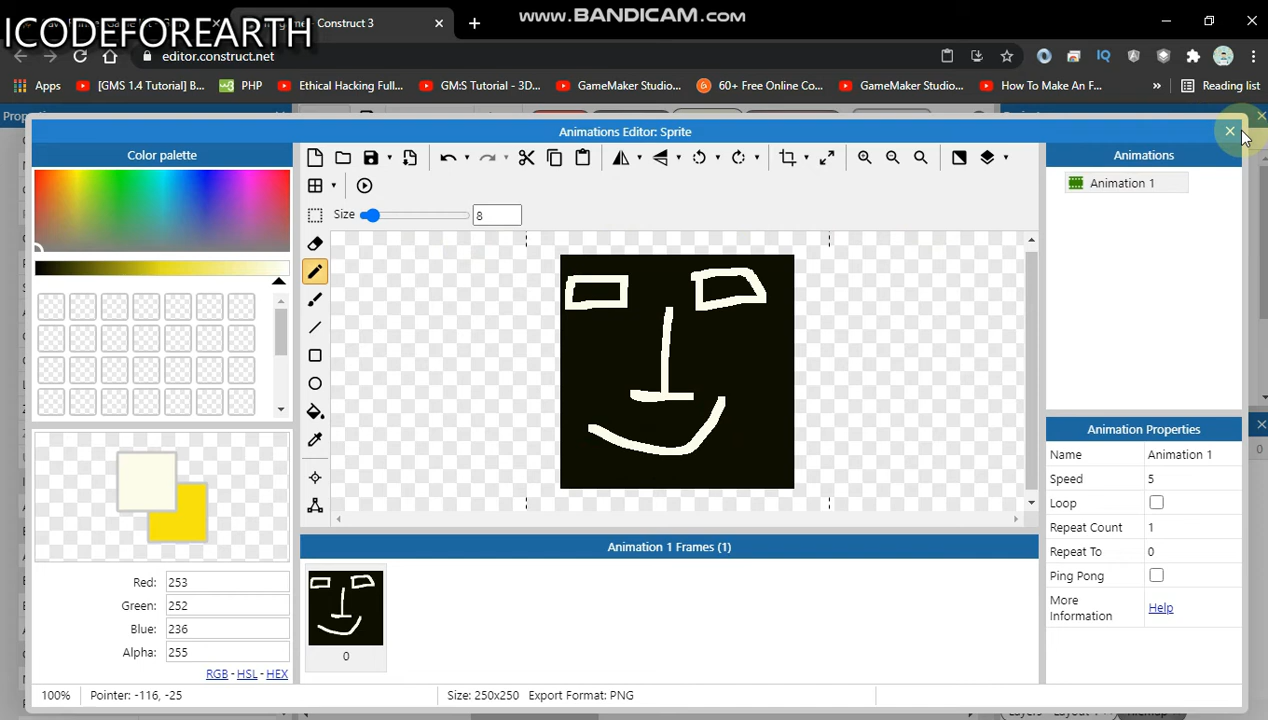 www.BANDICAM.com
ICODEFOREARTH
Construct 3
editor.construct.net
Apps
[GMS 1.4 Tutorial] B...
PHP
Ethical Hacking Full...
GM:S Tutorial - 3D...
GameMaker Studio...
60+ Free Online Co...
GameMaker Studio...
How To Make An F...
»
Reading list
Animations Editor: Sprite
Color palette
Animations
Animation 1
Size
8
Animation Properties
Name Animation 1
Speed 5
Loop
Repeat Count 1
Repeat To 0
Ping Pong
More Information Help
Animation 1 Frames (1)
0
Red: 253
Green: 252
Blue: 236
Alpha: 255
RGB - HSL - HEX
100%
Pointer: -116, -25
Size: 250x250 Export Format: PNG